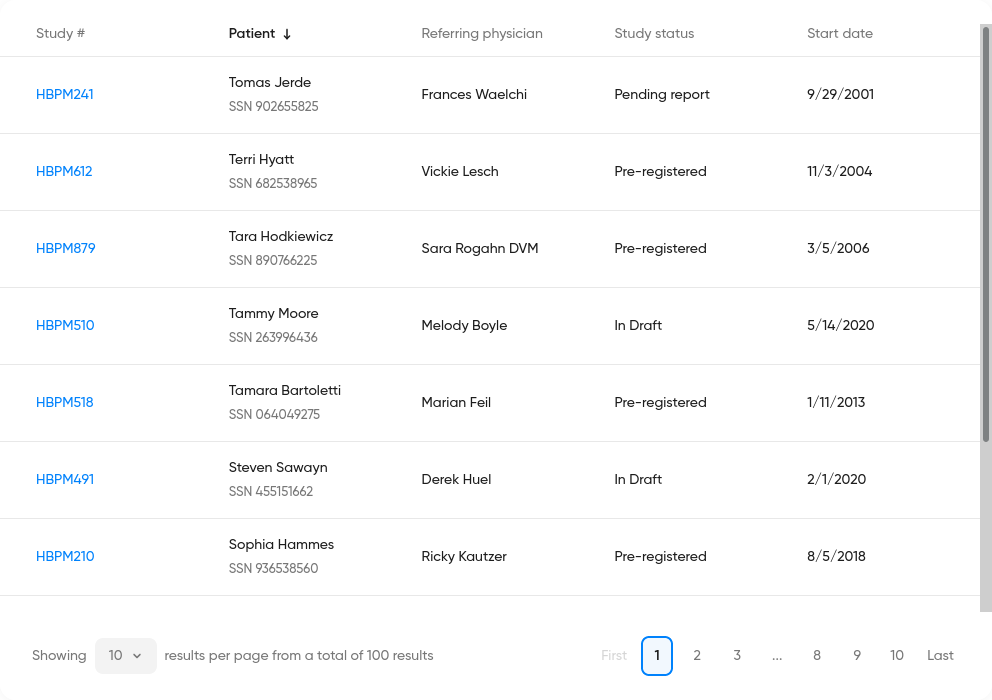 Study # Patient ↓ Referring physician Study status Start date
HBPM241 Tomas Jerde Frances Waelchi Pending report 9/29/2001
SSN 902655825
HBPM612 Terri Hyatt Vickie Lesch Pre-registered 11/3/2004
SSN 682538965
HBPM879 Tara Hodkiewicz Sara Rogahn DVM Pre-registered 3/5/2006
SSN 890766225
HBPM510 Tammy Moore Melody Boyle In Draft 5/14/2020
SSN 263996436
HBPM518 Tamara Bartoletti Marian Feil Pre-registered 1/11/2013
SSN 064049275
HBPM491 Steven Sawayn Derek Huel In Draft 2/1/2020
SSN 455151662
HBPM210 Sophia Hammes Ricky Kautzer Pre-registered 8/5/2018
SSN 936538560
Showing 10 results per page from a total of 100 results First 1 2 3 ... 8 9 10 Last